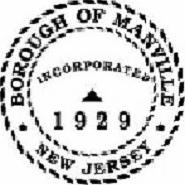 BOROUGH OF MANVILLE
INCORPORATED
1929
NEW JERSEY